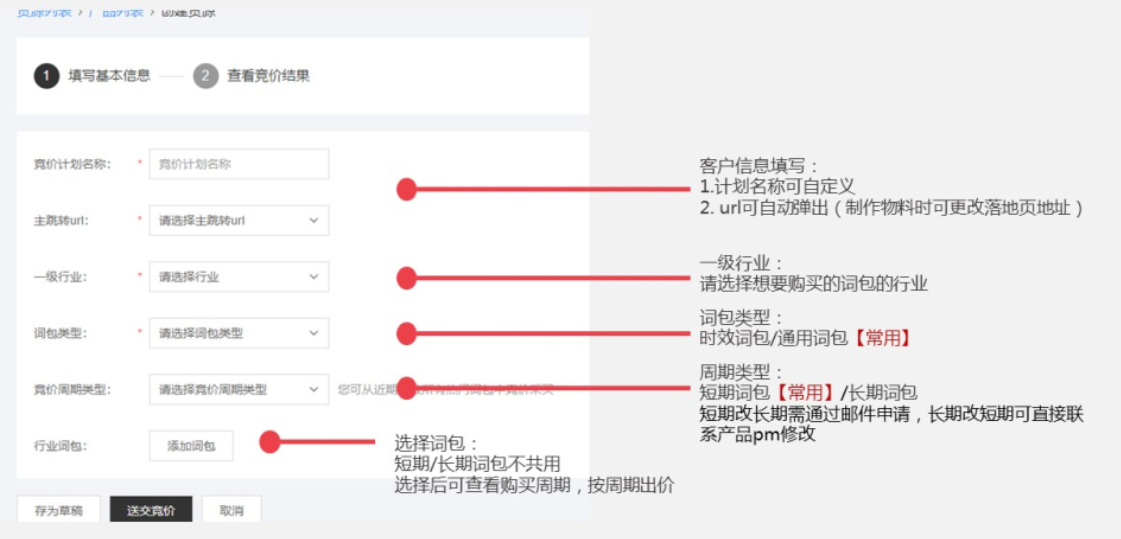 资源列表 > 产品列表 > 创建资源
1 填写基本信息 2 查看竞价结果
竞价计划名称： * 竞价计划名称
客户信息填写：
1.计划名称可自定义
2. url可自动弹出（制作物料时可更改落地页地址）
主跳转url： * 请选择主跳转url
一级行业： * 请选择行业
一级行业：
请选择想要购买的词包的行业
词包类型： * 请选择词包类型
词包类型：
时效词包/通用词包【常用】
竞价周期类型： * 请选择竞价周期类型 您可从近期
周期类型：
短期词包【常用】/长期词包
短期改长期需通过邮件申请，长期改短期可直接联
系产品pm修改
行业词包： 添加词包
选择词包：
短期/长期词包不共用
选择后可查看购买周期，按周期出价
存为草稿 送交竞价 取消